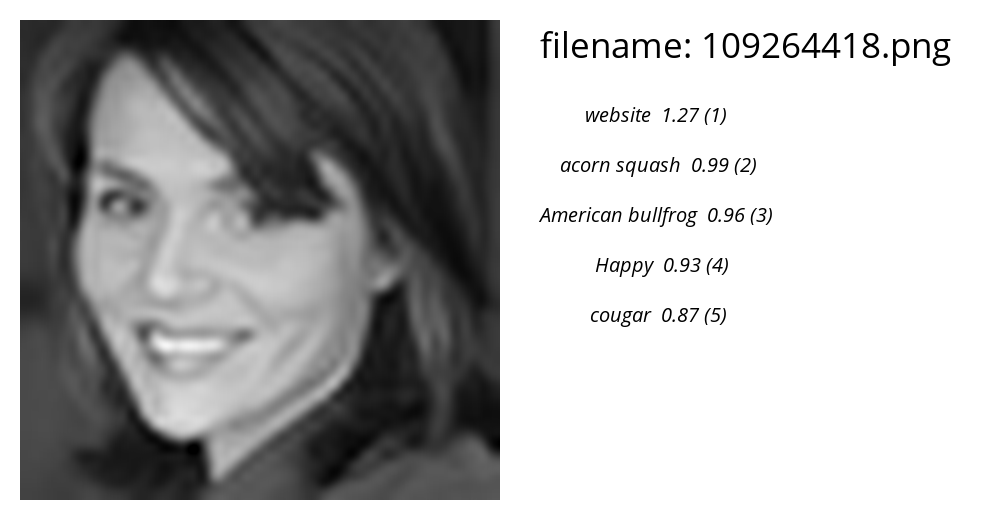 filename: 109264418.png
website 1.27 (1)
acorn squash 0.99 (2)
American bullfrog 0.96 (3)
Happy 0.93 (4)
cougar 0.87 (5)